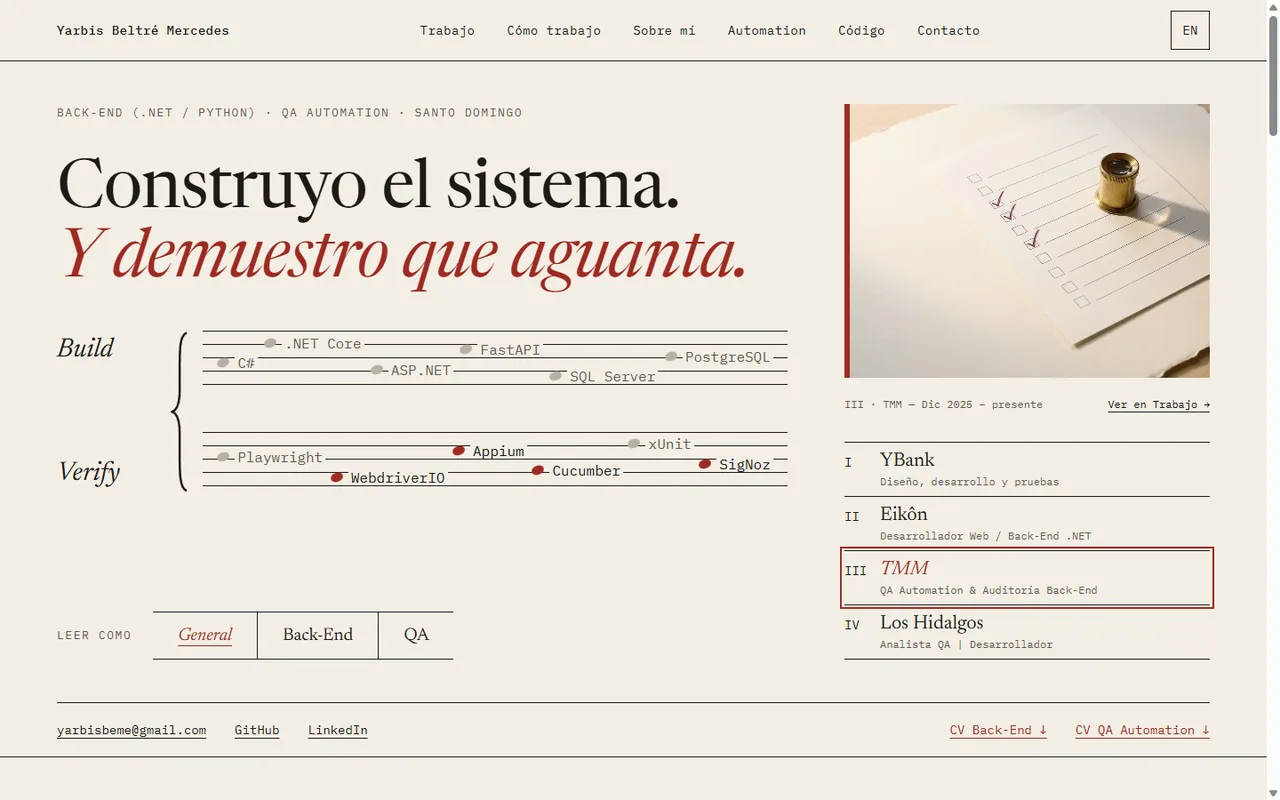 Yarbis Beltré Mercedes
Trabajo
Cómo trabajo
Sobre mí
Automation
Código
Contacto
EN
BACK-END (.NET / PYTHON) · QA AUTOMATION · SANTO DOMINGO
Construyo el sistema.
Y demuestro que aguanta.
Build
.NET Core
FastAPI
PostgreSQL
C#
ASP.NET
SQL Server
Verify
Appium
xUnit
Playwright
WebdriverIO
Cucumber
SigNoz
LEER COMO
General
Back-End
QA
III · TMM — Dic 2025 – presente
Ver en Trabajo →
I
YBank
Diseño, desarrollo y pruebas
II
Eikôn
Desarrollador Web / Back-End .NET
III
TMM
QA Automation & Auditoría Back-End
IV
Los Hidalgos
Analista QA | Desarrollador
yarbisbeme@gmail.com
GitHub
LinkedIn
CV Back-End ↓
CV QA Automation ↓